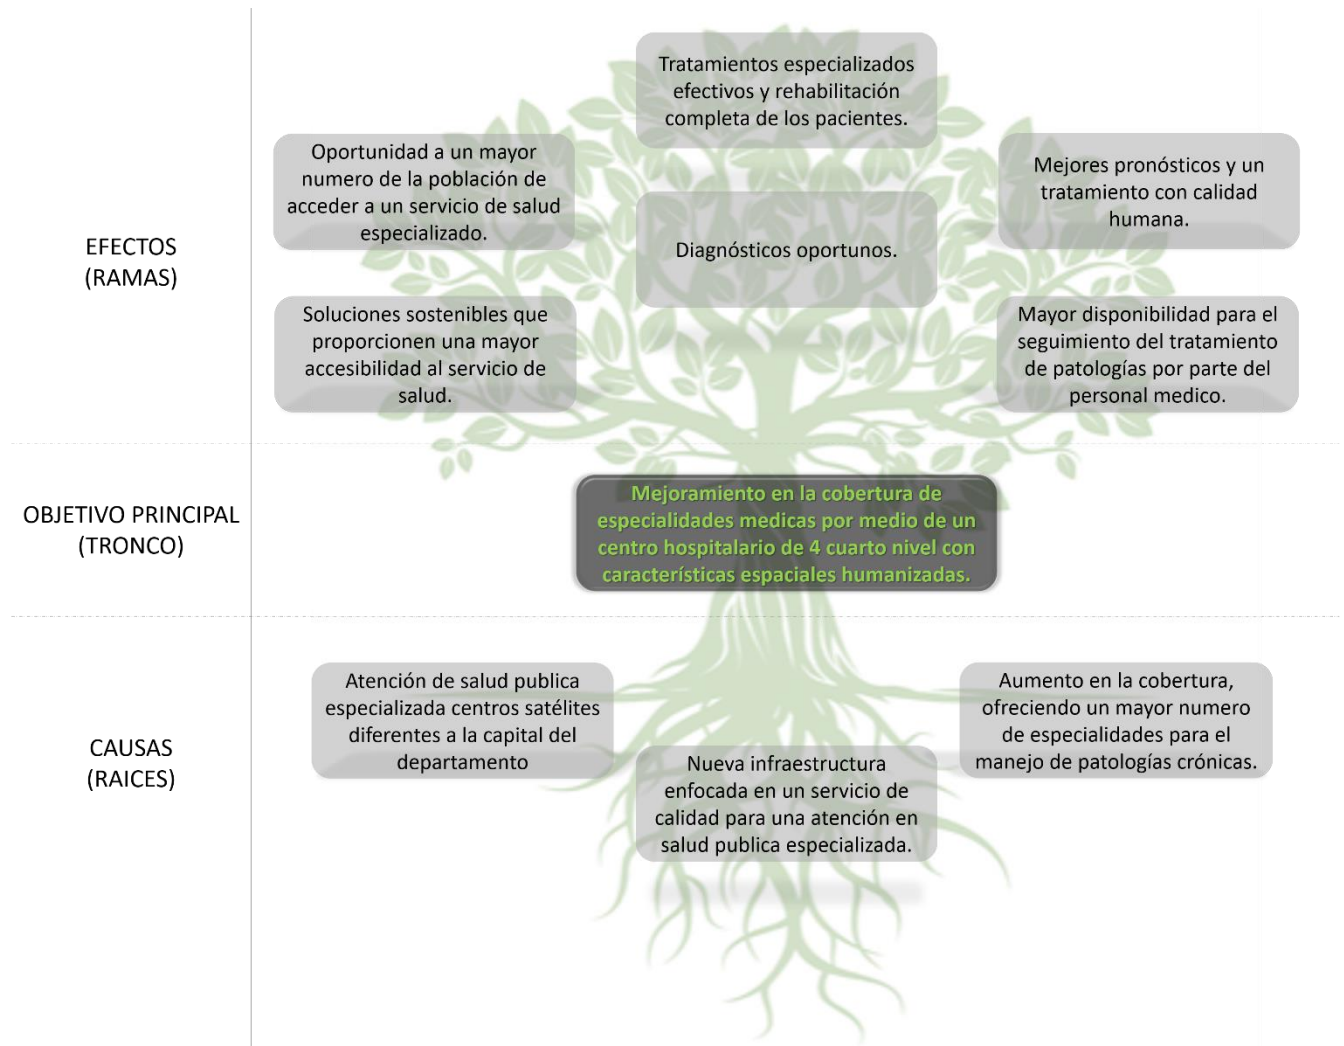 EFECTOS
(RAMAS)
Tratamientos especializados
efectivos y rehabilitación
completa de los pacientes.
Oportunidad a un mayor
numero de la población de
acceder a un servicio de salud
especializado.
Diagnósticos oportunos.
Mejores pronósticos y un
tratamiento con calidad
humana.
Soluciones sostenibles que
proporcionen una mayor
accesibilidad al servicio de
salud.
Mayor disponibilidad para el
seguimiento del tratamiento
de patologías por parte del
personal medico.
OBJETIVO PRINCIPAL
(TRONCO)
Mejoramiento en la cobertura de
especialidades medicas por medio de un
centro hospitalario de 4 cuarto nivel con
características espaciales humanizadas.
CAUSAS
(RAICES)
Atención de salud publica
especializada centros satélites
diferentes a la capital del
departamento
Nueva infraestructura
enfocada en un servicio de
calidad para una atención en
salud publica especializada.
Aumento en la cobertura,
ofreciendo un mayor numero
de especialidades para el
manejo de patologías crónicas.